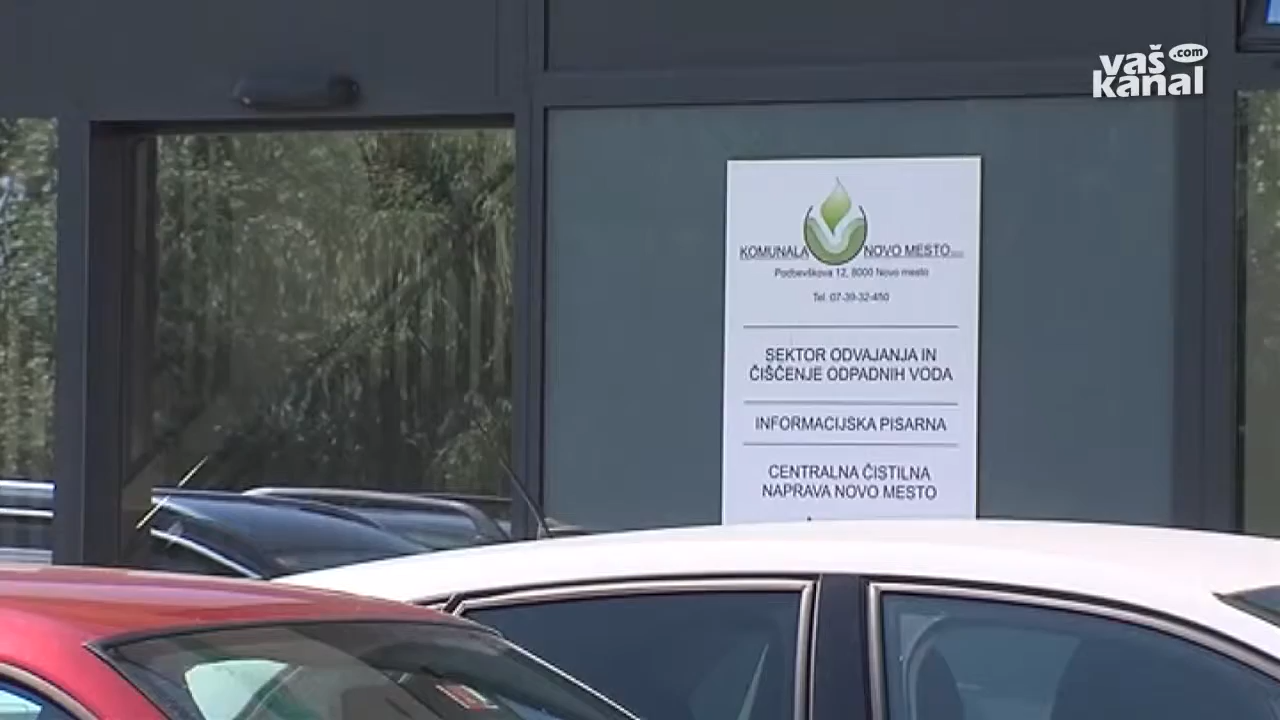 vaš .com
kanal
KOMUNALA NOVO MESTO
Podbevškova 12, 8000 Novo mesto
Tel. 07-39-32-450
SEKTOR ODVAJANJA IN
ČIŠČENJE ODPADNIH VODA
INFORMACIJSKA PISARNA
CENTRALNA ČISTILNA
NAPRAVA NOVO MESTO